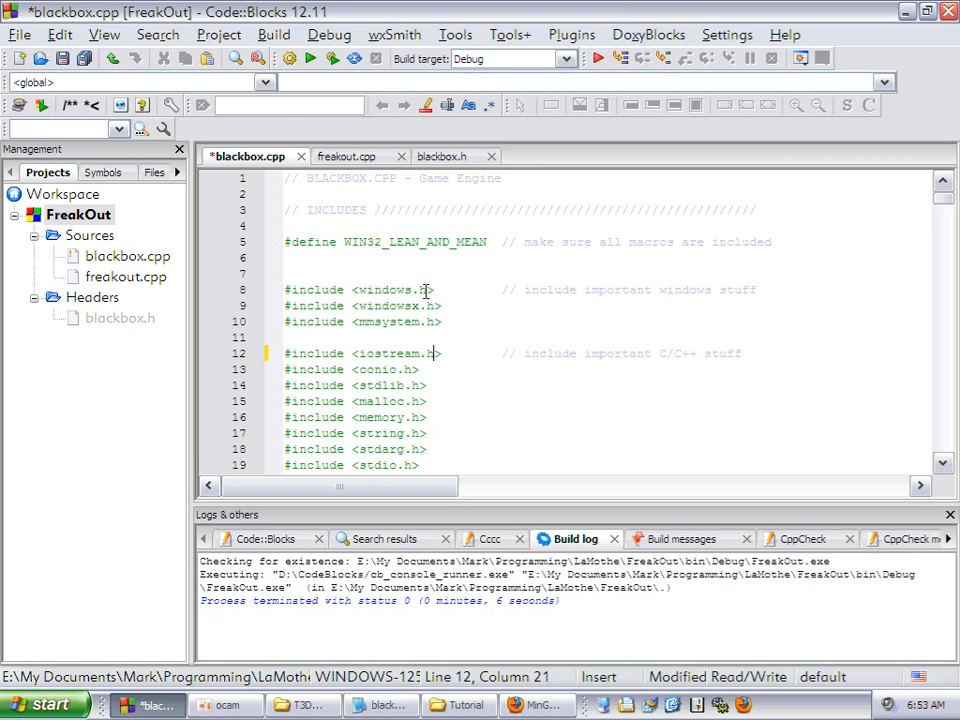 *blackbox.cpp [FreakOut] - Code::Blocks 12.11
File Edit View Search Project Build Debug wxSmith Tools Tools+ Plugins DoxyBlocks Settings Help
Build target: Debug
<global>
/** *<
Aa .*
S C
Management
Projects Symbols Files
Workspace
FreakOut
Sources
blackbox.cpp
freakout.cpp
Headers
blackbox.h
*blackbox.cpp freakout.cpp blackbox.h
1 // BLACKBOX.CPP - Game Engine
2
3 // INCLUDES ///////////////////////////////////////////////////
4
5 #define WIN32_LEAN_AND_MEAN // make sure all macros are included
6
7
8 #include <windows.h> // include important windows stuff
9 #include <windowsx.h>
10 #include <mmsystem.h>
11
12 #include <iostream.h> // include important C/C++ stuff
13 #include <conio.h>
14 #include <stdlib.h>
15 #include <malloc.h>
16 #include <memory.h>
17 #include <string.h>
18 #include <stdarg.h>
19 #include <stdio.h>
Logs & others
Code::Blocks Search results Cccc Build log Build messages CppCheck CppCheck me
Checking for existence: E:\My Documents\Mark\Programming\LaMothe\FreakOut\bin\Debug\FreakOut.exe
Executing: "D:\CodeBlocks/cb_console_runner.exe" "E:\My Documents\Mark\Programming\LaMothe\FreakOut\bin\Debug
\FreakOut.exe" (in E:\My Documents\Mark\Programming\LaMothe\FreakOut\.)
Process terminated with status 0 (0 minutes, 6 seconds)
E:\My Documents\Mark\Programming\LaMothe WINDOWS-125 Line 12, Column 21 Insert Modified Read/Write default
start *blac... ocam T3D... black... Tutorial MinG... 6:53 AM